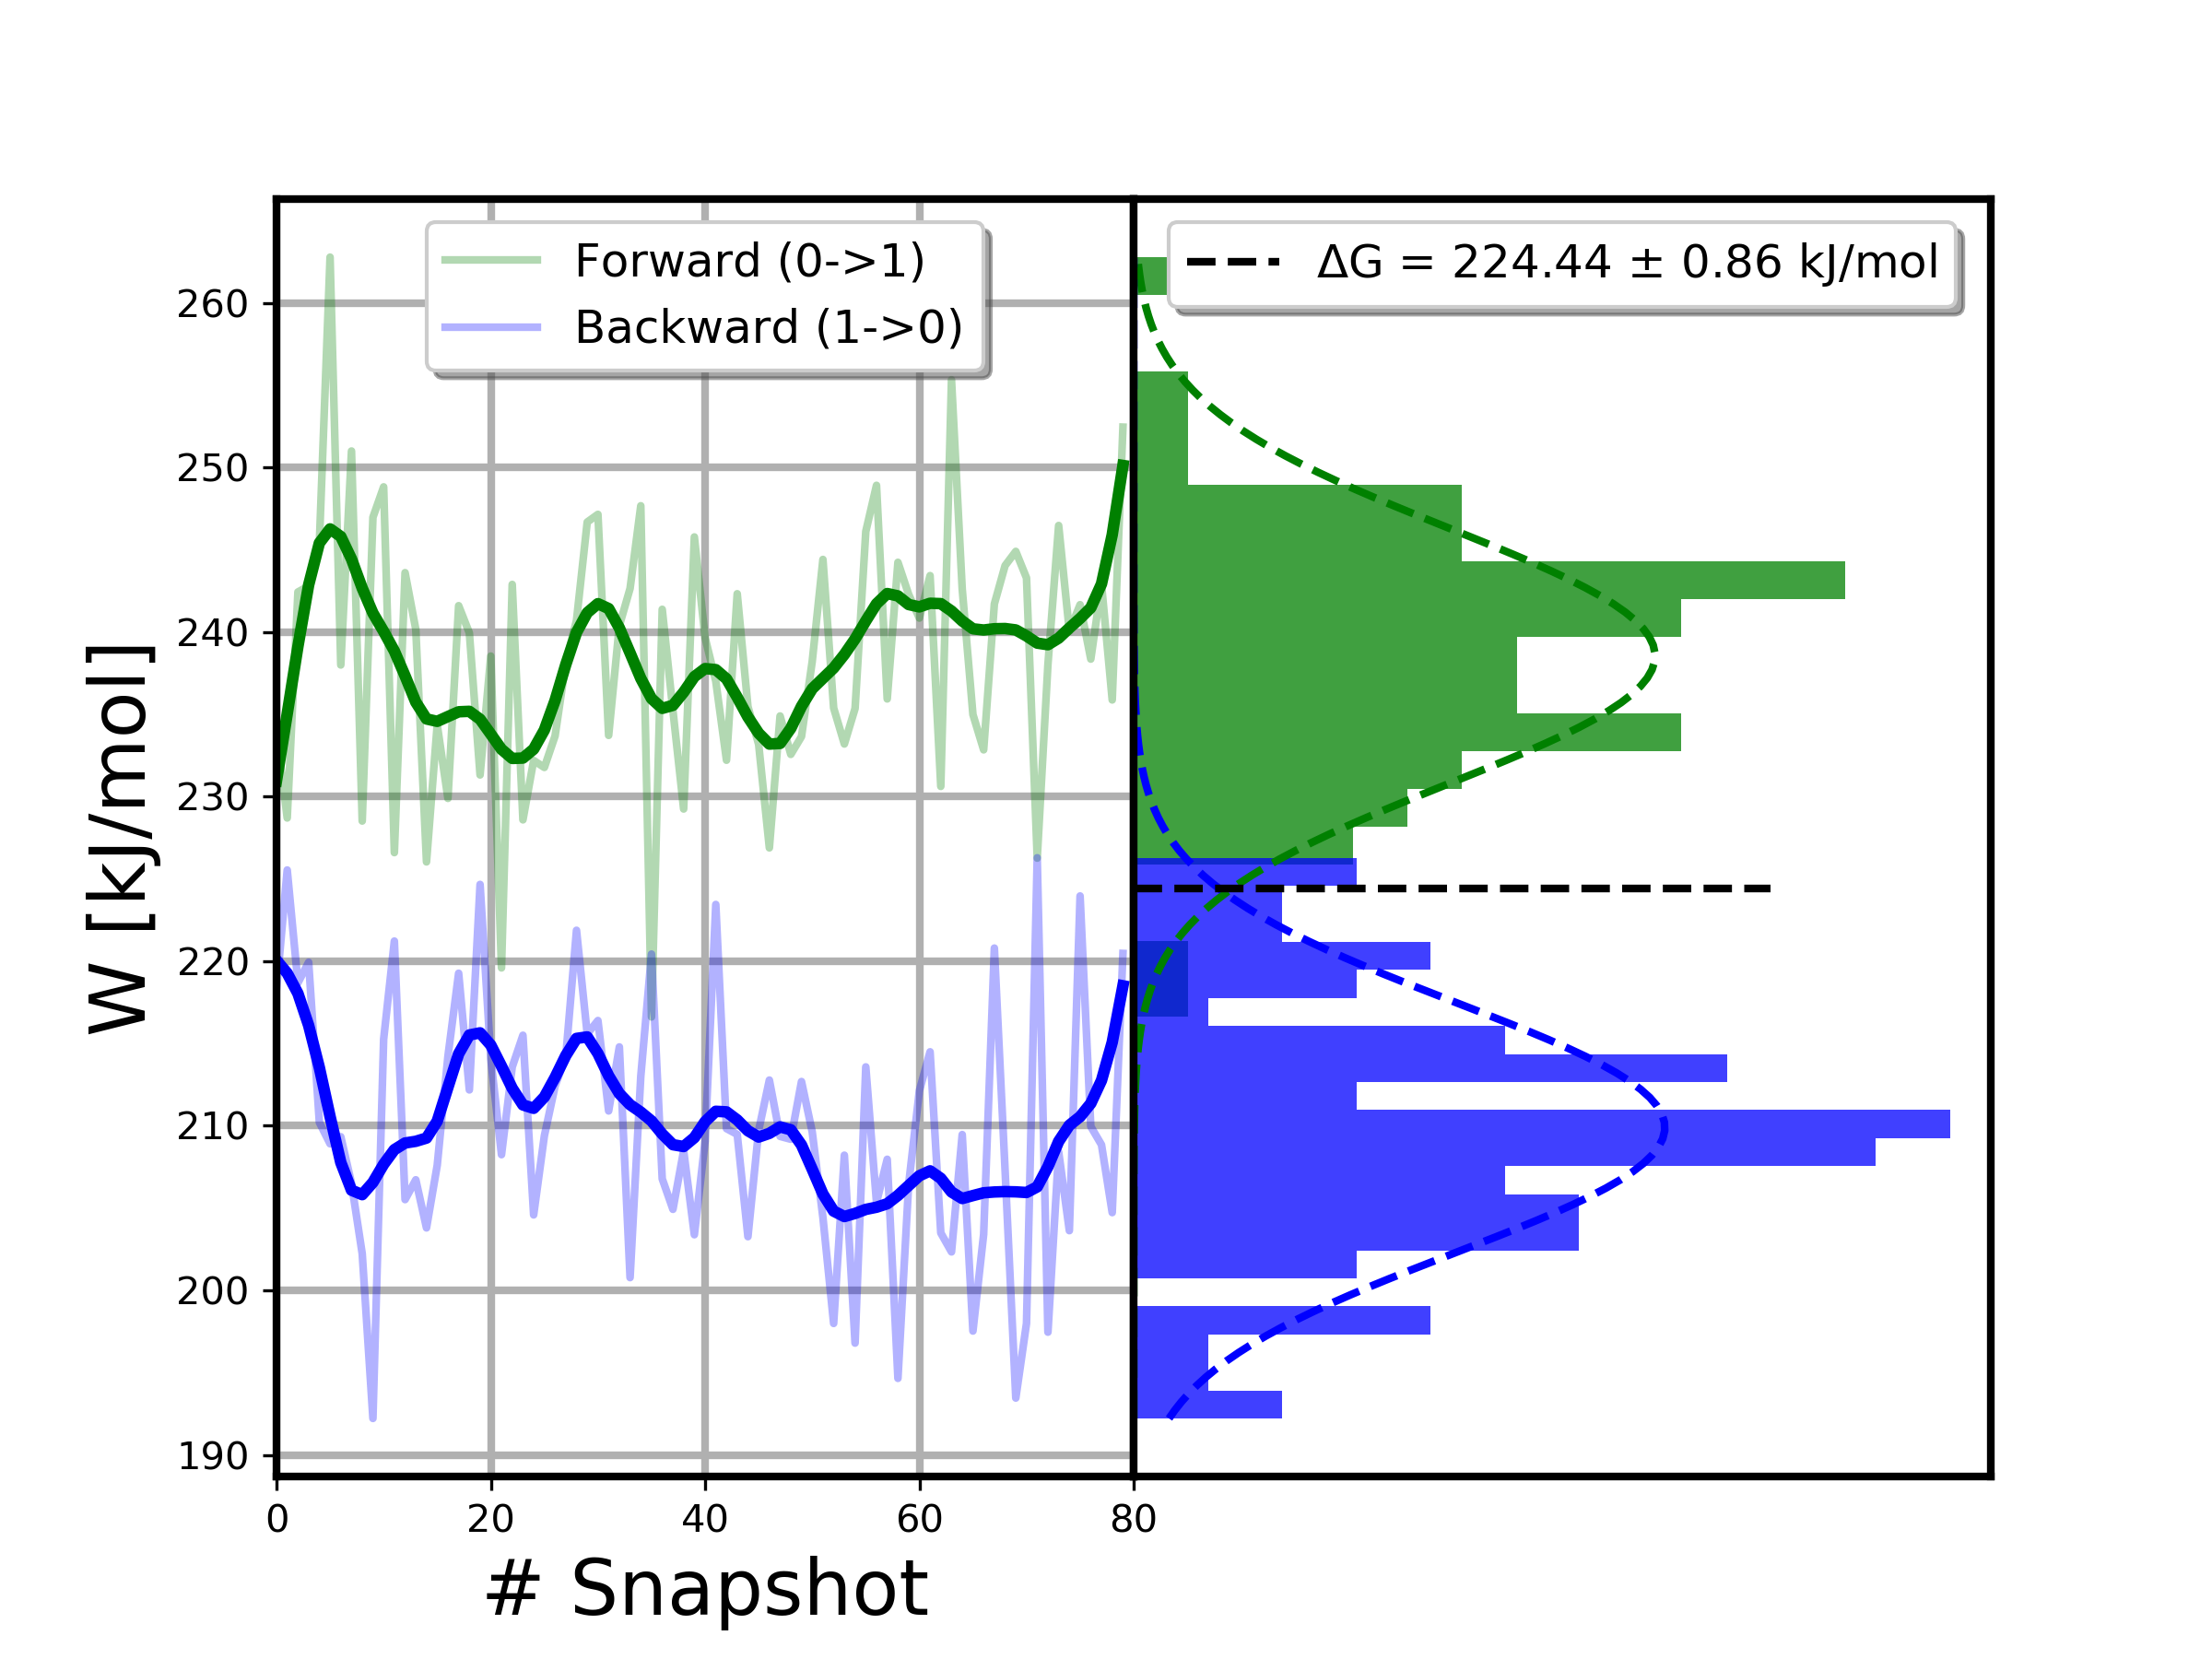 Forward (0->1)
Backward (1->0)
ΔG = 224.44 ± 0.86 kJ/mol
W [kJ/mol]
260
250
240
230
220
210
200
190
0 20 40 60 80
# Snapshot